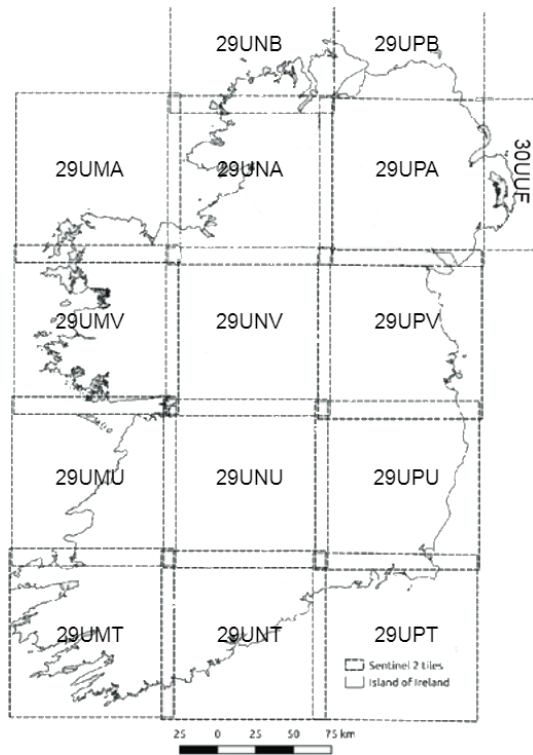 29UNB 29UPB
29UMA 29UNA 29UPA 30UUF
29UMV 29UNV 29UPV
29UMU 29UNU 29UPU
29UMT 29UNT 29UPT
Sentinel 2 tiles
Island of Ireland
25 0 25 50 75 km